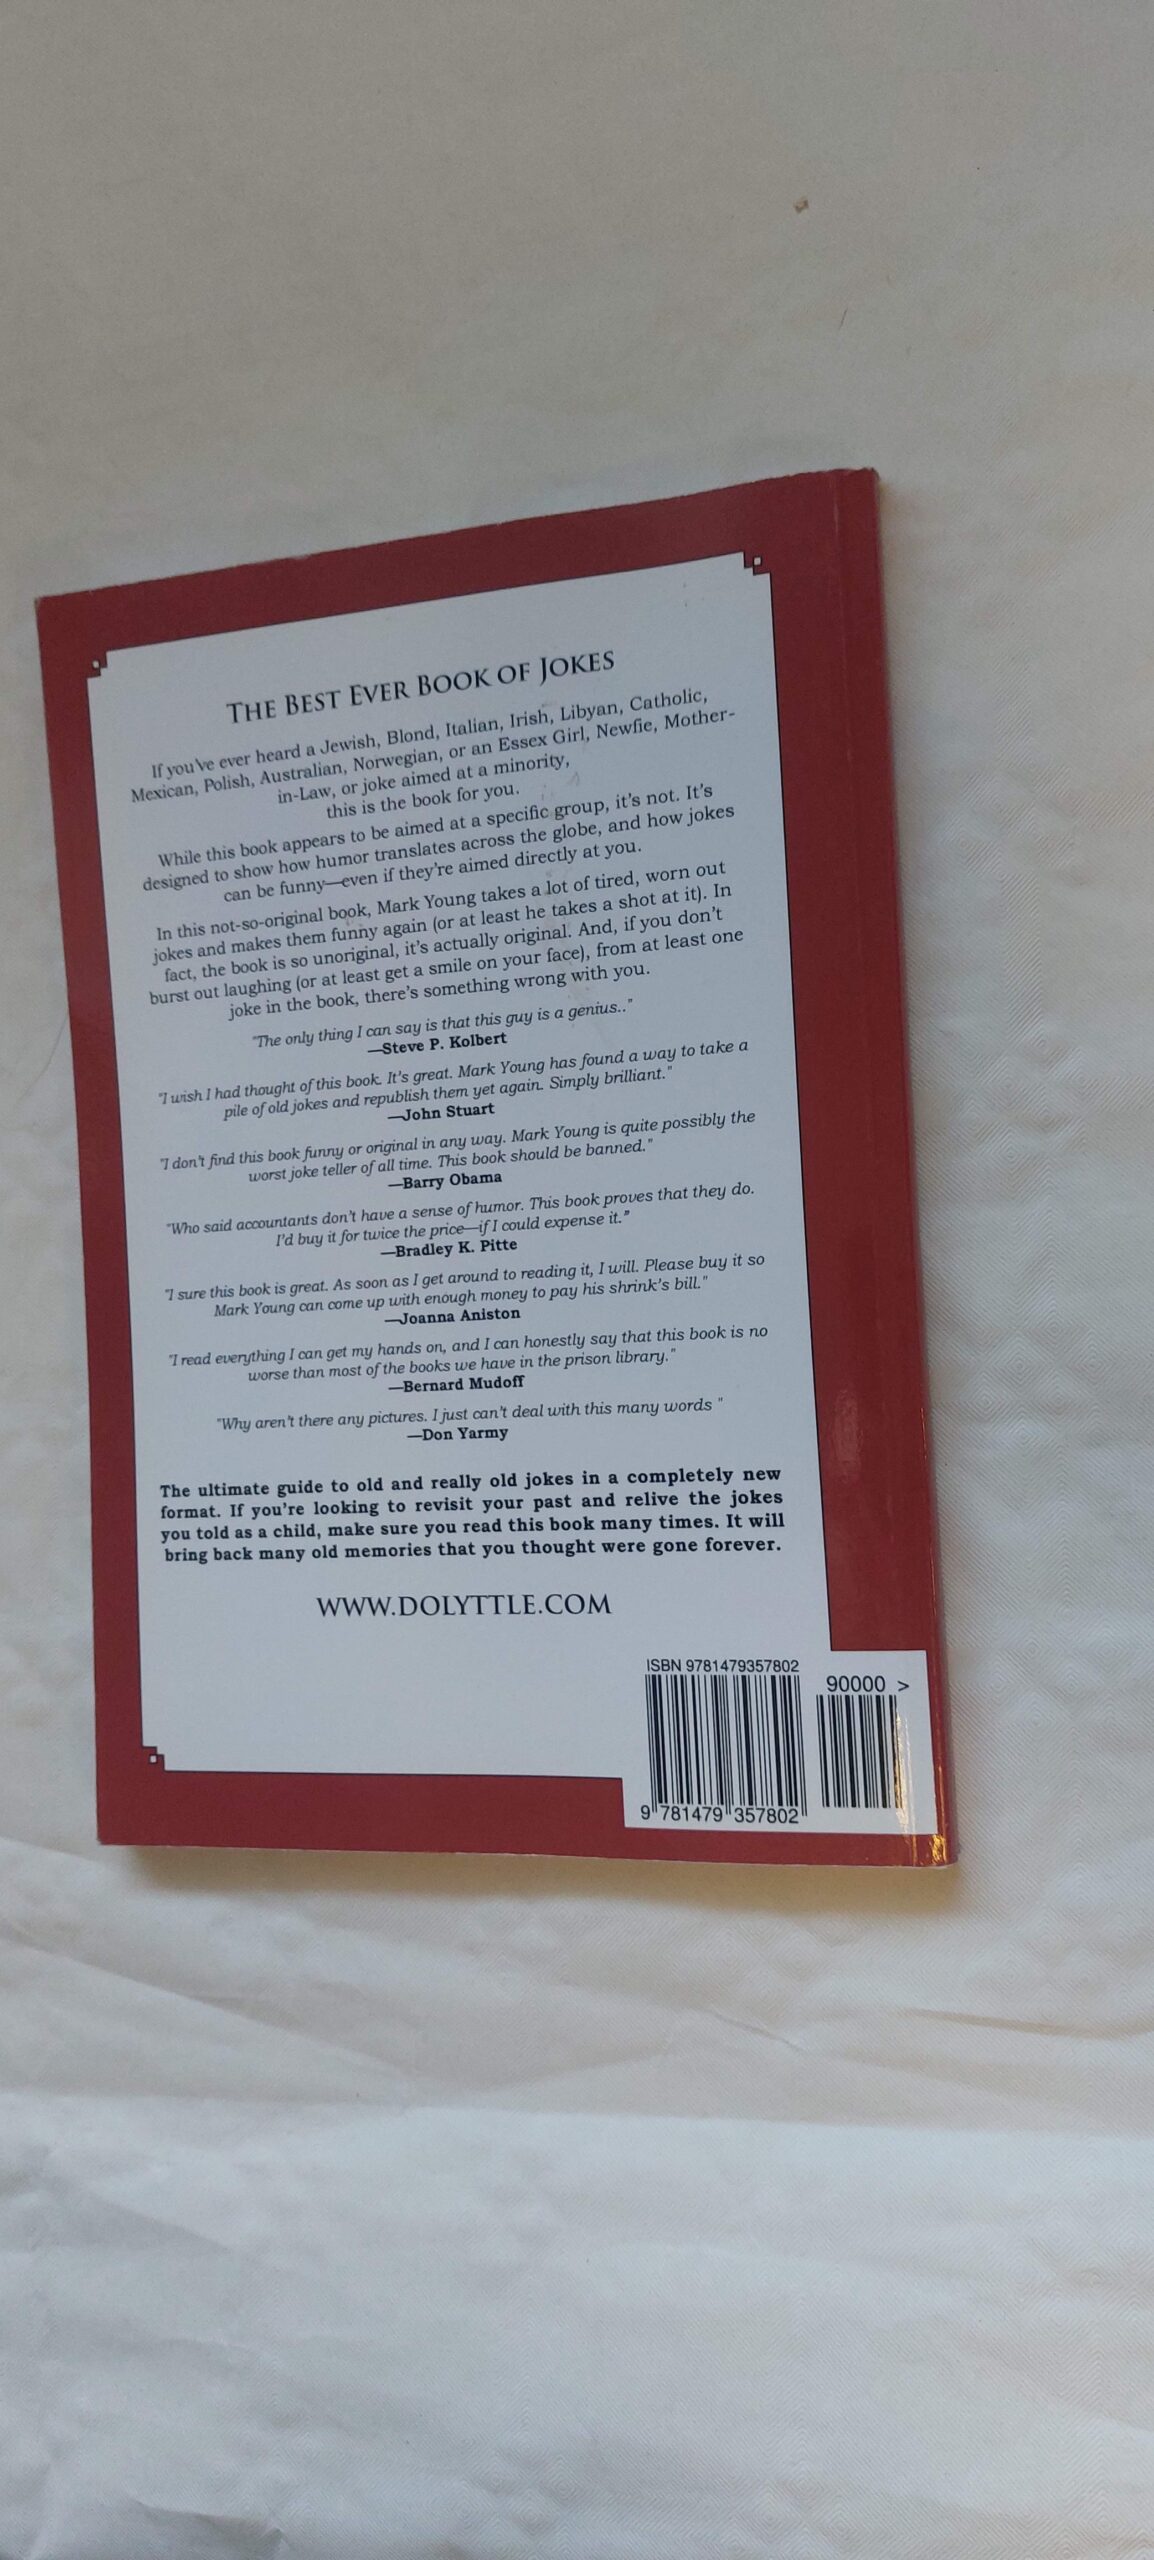 THE BEST EVER BOOK OF JOKES
If you've ever heard a Jewish, Blond, Italian, Irish, Libyan, Catholic,
Mexican, Polish, Australian, Norwegian, or an Essex Girl, Newfie, Mother-
in-Law, or joke aimed at a minority,
this is the book for you.
While this book appears to be aimed at a specific group, it's not. It's
designed to show how humor translates across the globe, and how jokes
can be funny—even if they're aimed directly at you.
In this not-so-original book, Mark Young takes a lot of tired, worn out
jokes and makes them funny again (or at least he takes a shot at it). In
fact, the book is so unoriginal, it's actually original. And, if you don't
burst out laughing (or at least get a smile on your face), from at least one
joke in the book, there's something wrong with you.
"The only thing I can say is that this guy is a genius.."
—Steve P. Kolbert
"I wish I had thought of this book. It's great. Mark Young has found a way to take a
pile of old jokes and republish them yet again. Simply brilliant."
—John Stuart
"I don't find this book funny or original in any way. Mark Young is quite possibly the
worst joke teller of all time. This book should be banned."
—Barry Obama
"Who said accountants don't have a sense of humor. This book proves that they do.
I'd buy it for twice the price—if I could expense it."
—Bradley K. Pitte
"I sure this book is great. As soon as I get around to reading it, I will. Please buy it so
Mark Young can come up with enough money to pay his shrink's bill."
—Joanna Aniston
"I read everything I can get my hands on, and I can honestly say that this book is no
worse than most of the books we have in the prison library."
—Bernard Mudoff
"Why aren't there any pictures. I just can't deal with this many words "
—Don Yarmy
The ultimate guide to old and really old jokes in a completely new
format. If you're looking to revisit your past and relive the jokes
you told as a child, make sure you read this book many times. It will
bring back many old memories that you thought were gone forever.
WWW.DOLYTTLE.COM
ISBN 9781479357802
90000 >
9 781479 357802